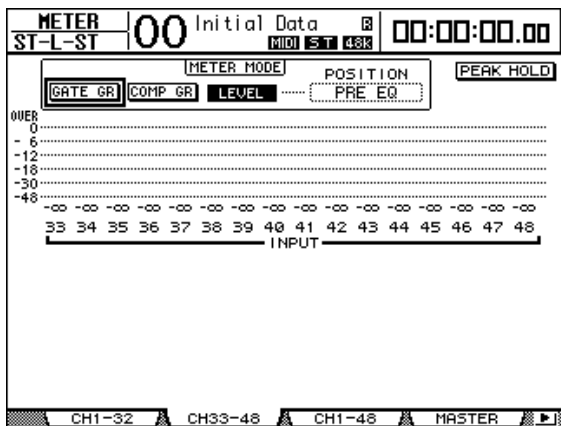 METER
ST-L-ST
00 Initial Data
MIDI ST 48k
00:00:00.00
METER MODE
POSITION
PEAK HOLD
GATE GR COMP GR LEVEL PRE EQ
OVER
0
- 6
-12
-18
-30
-48
-∞ -∞ -∞ -∞ -∞ -∞ -∞ -∞ -∞ -∞ -∞ -∞ -∞ -∞ -∞ -∞
33 34 35 36 37 38 39 40 41 42 43 44 45 46 47 48
INPUT
CH1-32 CH33-48 CH1-48 MASTER